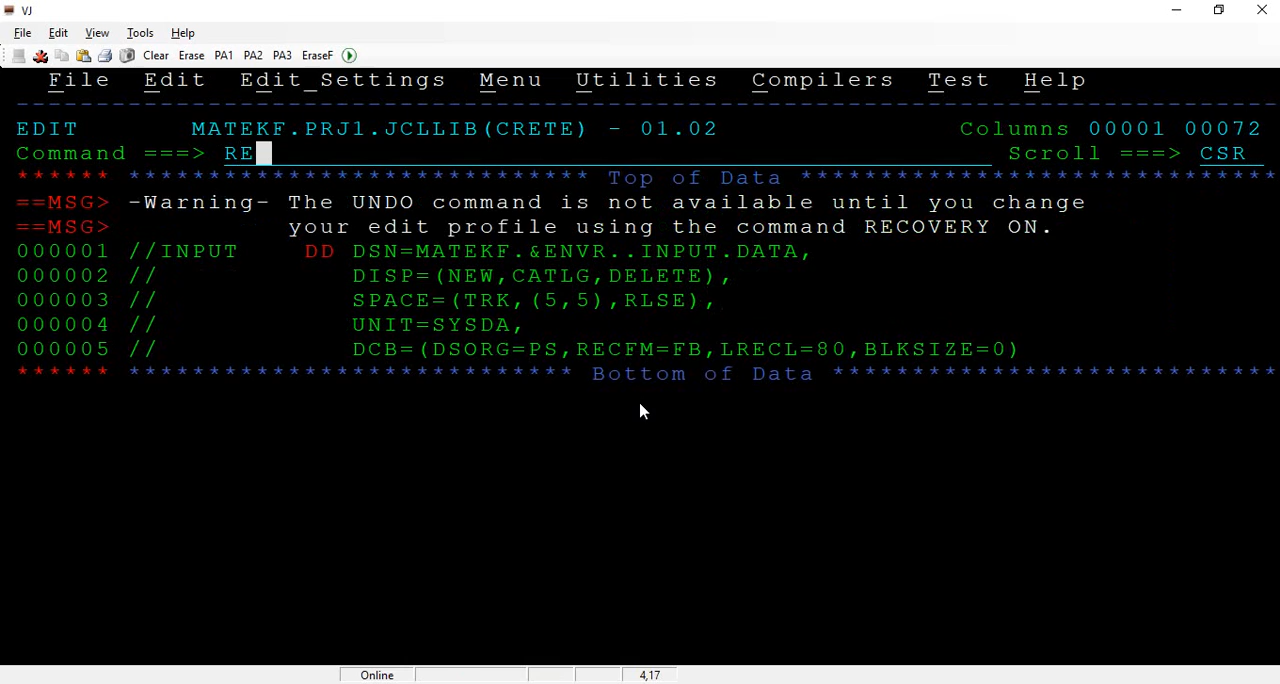 VJ
File Edit View Tools Help
Clear Erase PA1 PA2 PA3 EraseF
File Edit Edit_Settings Menu Utilities Compilers Test Help
--------------------------------------------------------------------------------
EDIT MATEKF.PRJ1.JCLLIB(CRETE) - 01.02 Columns 00001 00072
Command ===> RE Scroll ===> CSR
****** ***************************** Top of Data ******************************
==MSG> -Warning- The UNDO command is not available until you change
==MSG> your edit profile using the command RECOVERY ON.
000001 //INPUT DD DSN=MATEKF.&ENVR..INPUT.DATA,
000002 // DISP=(NEW,CATLG,DELETE),
000003 // SPACE=(TRK,(5,5),RLSE),
000004 // UNIT=SYSDA,
000005 // DCB=(DSORG=PS,RECFM=FB,LRECL=80,BLKSIZE=0)
****** **************************** Bottom of Data ****************************
Online 4,17